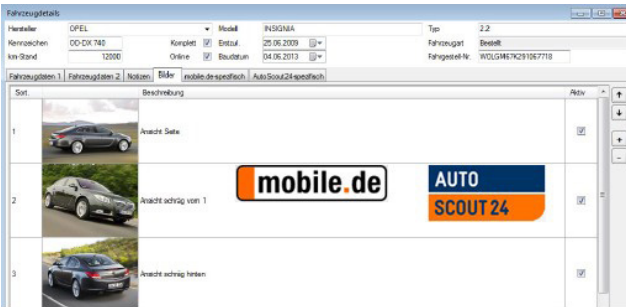 Fahrzeugdetails
Hersteller OPEL Modell INSIGNIA Typ 2.2
Kennzeichen OD-DX 740 Komplett Erstzul. 25.06.2009 Fahrzeugart Bestellt
km-Stand 12000 Online Baudatum 04.06.2013 Fahrgestell-Nr. WOLGM67K291067718
Fahrzeugdaten 1 Fahrzeugdaten 2 Notizen Bilder mobile.de-spezifisch AutoScout24-spezifisch
Sort. Beschreibung Aktiv
1 Ansicht Seite
mobile.de AUTO
SCOUT 24
2 Ansicht schräg vorn 1
3 Ansicht schräg hinten